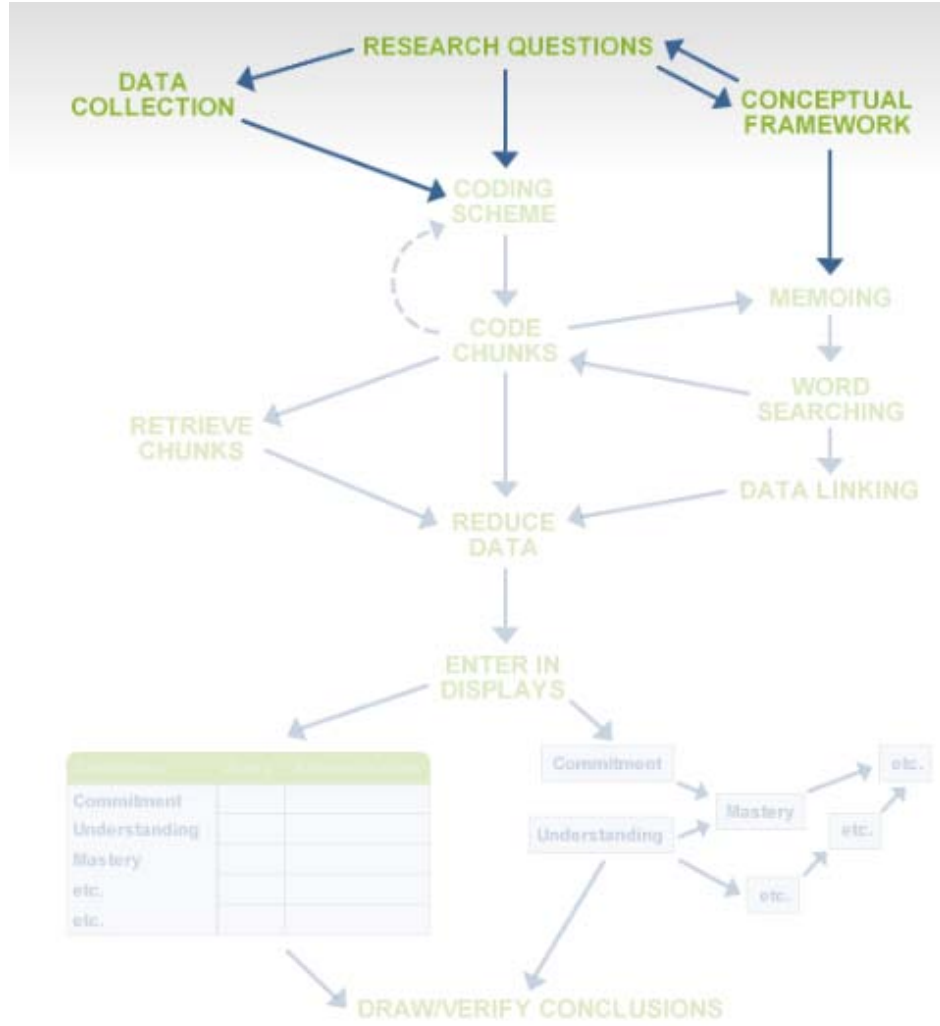 RESEARCH QUESTIONS
DATA
COLLECTION
CONCEPTUAL
FRAMEWORK
CODING
SCHEME
MEMOING
CODE
CHUNKS
WORD
SEARCHING
RETRIEVE
CHUNKS
DATA LINKING
REDUCE
DATA
ENTER IN
DISPLAYS
Commitment
Understanding
Mastery
etc.
etc.
Commitment
etc.
Mastery
Understanding
etc.
etc.
DRAW/VERIFY CONCLUSIONS